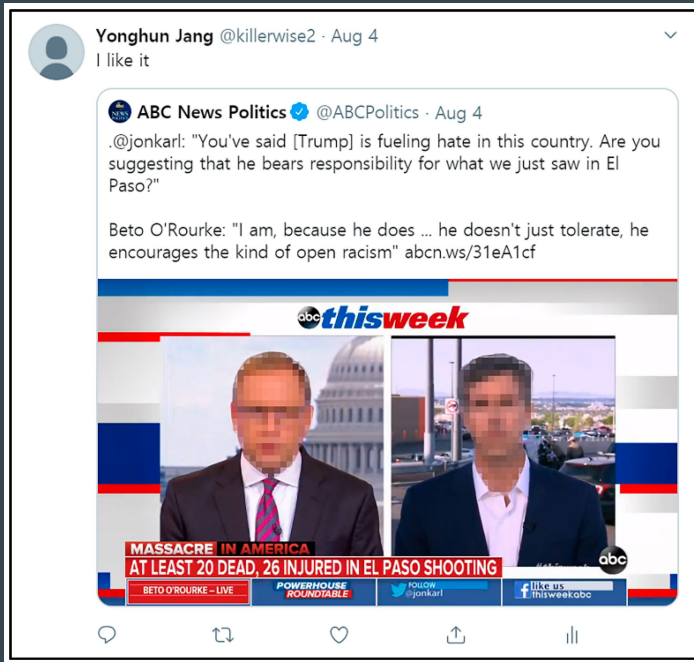 Yonghun Jang @killerwise2 · Aug 4
I like it
ABC News Politics @ABCPolitics · Aug 4
.@jonkarl: "You've said [Trump] is fueling hate in this country. Are you
suggesting that he bears responsibility for what we just saw in El
Paso?"
Beto O'Rourke: "I am, because he does ... he doesn't just tolerate, he
encourages the kind of open racism" abcn.ws/31eA1cf
abc thisweek
MASSACRE IN AMERICA
AT LEAST 20 DEAD, 26 INJURED IN EL PASO SHOOTING
abc
BETO O'ROURKE – LIVE
POWERHOUSE
ROUNDTABLE
FOLLOW
@jonkarl
like us
thisweekabc